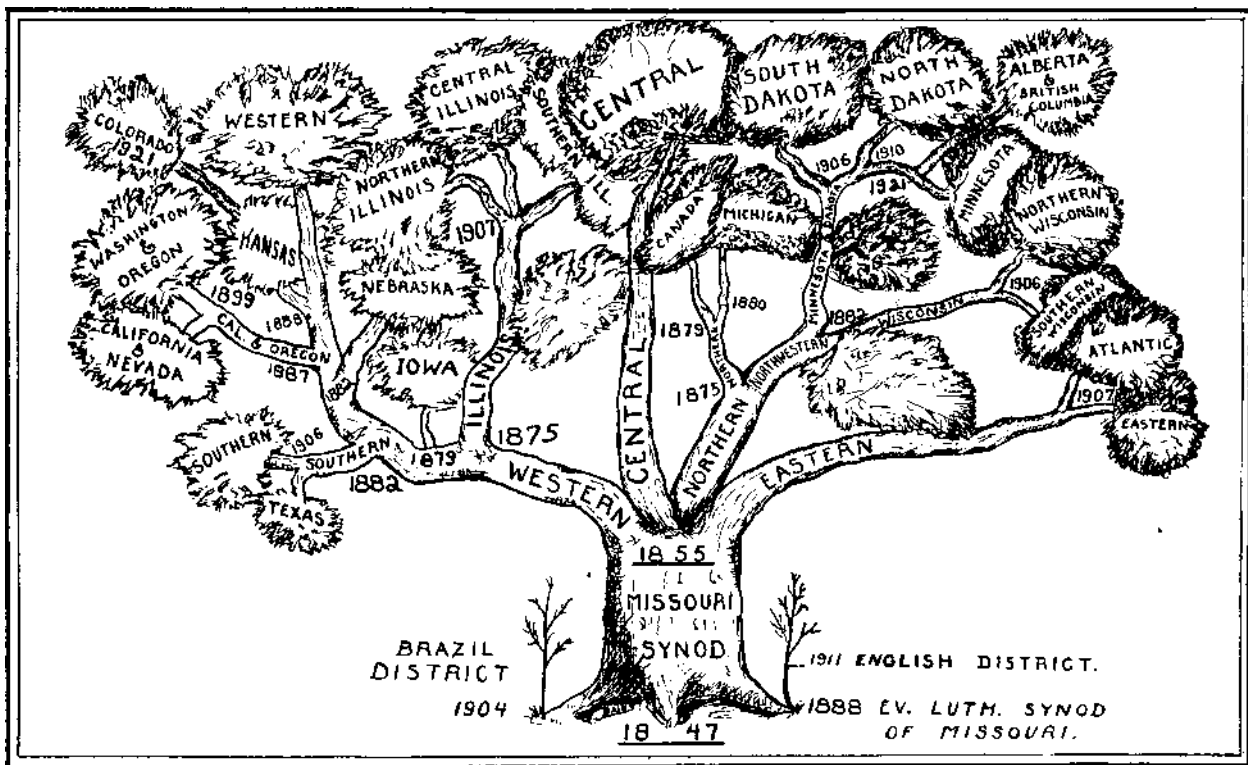 COLORADO
1921
WESTERN
CENTRAL
ILLINOIS
SOUTHERN
ILL
CENTRAL
SOUTH
DAKOTA
NORTH
DAKOTA
ALBERTA
&
BRITISH
COLUMBIA
WASHINGTON
&
OREGON
KANSAS
NORTHERN
ILLINOIS
NEBRASKA
1907
CANADA
MICHIGAN
1906
1910
1921
DAKOTA
MINNESOTA
MINNESOTA
NORTHERN
WISCONSIN
1899
1888
CAL. & OREGON
1887
CALIFORNIA
&
NEVADA
1882
IOWA
ILLINOIS
1879
1880
NORTHERN
1875
1882
WISCONSIN
1906
SOUTHERN
WISCONSIN
ATLANTIC
1907
EASTERN
NORTHWESTERN
SOUTHERN
1906
SOUTHERN
1882
TEXAS
1879
1875
WESTERN
CENTRAL
NORTHERN
EASTERN
1855
MISSOURI
SYNOD
BRAZIL
DISTRICT
1904
1911 ENGLISH DISTRICT.
1888 EV. LUTH. SYNOD
OF MISSOURI.
1847